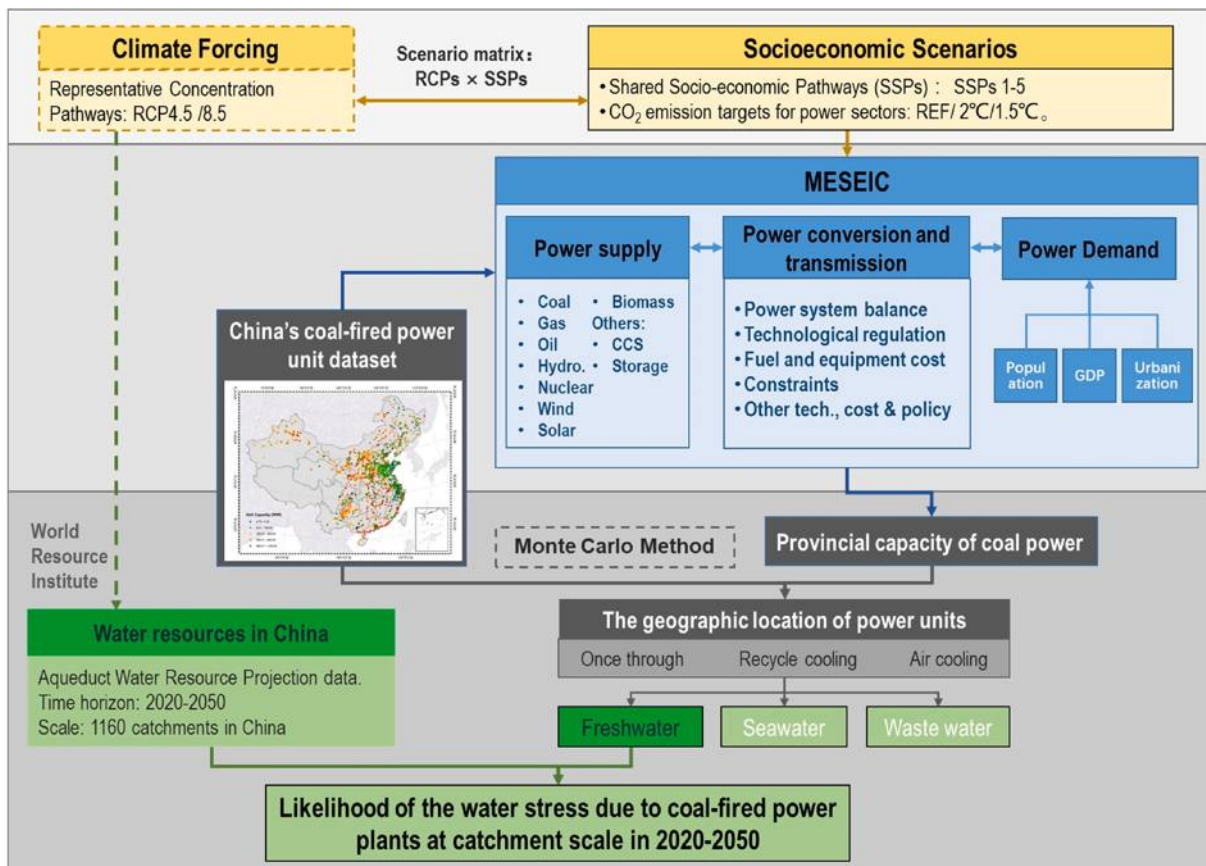 Climate Forcing
Representative Concentration
Pathways: RCP4.5 /8.5
Scenario matrix:
RCPs × SSPs
Socioeconomic Scenarios
•Shared Socio-economic Pathways (SSPs) : SSPs 1-5
•CO2 emission targets for power sectors: REF/ 2℃/1.5℃。
MESEIC
Power supply
• Coal
• Gas
• Oil
• Hydro.
• Nuclear
• Wind
• Solar
• Biomass
Others:
• CCS
• Storage
Power conversion and
transmission
•Power system balance
•Technological regulation
•Fuel and equipment cost
•Constraints
•Other tech., cost & policy
Power Demand
Popul
ation
GDP
Urbani
zation
China's coal-fired power
unit dataset
World
Resource
Institute
Monte Carlo Method
Provincial capacity of coal power
Water resources in China
Aqueduct Water Resource Projection data.
Time horizon: 2020-2050
Scale: 1160 catchments in China
The geographic location of power units
Once through
Recycle cooling
Air cooling
Freshwater
Seawater
Waste water
Likelihood of the water stress due to coal-fired power
plants at catchment scale in 2020-2050